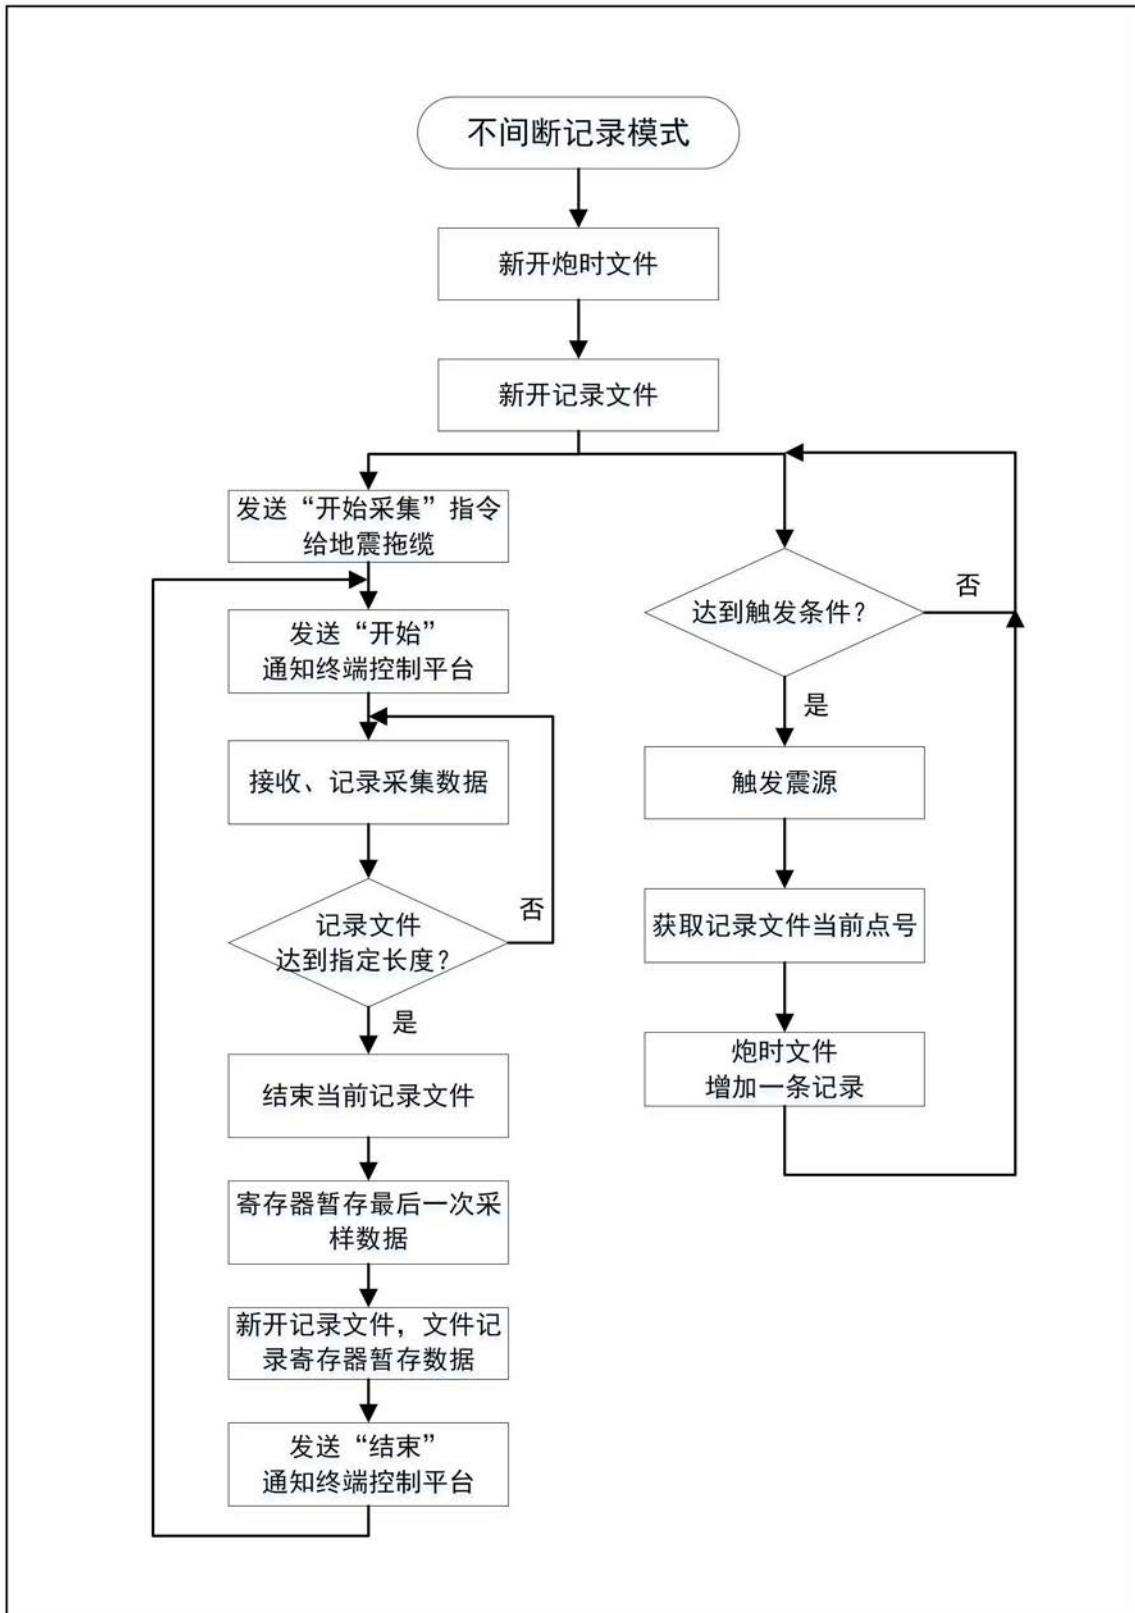 不间断记录模式
新开炮时文件
新开记录文件
发送“开始采集”指令
给地震拖缆
发送“开始”
通知终端控制平台
接收、记录采集数据
记录文件
达到指定长度？
否
是
结束当前记录文件
寄存器暂存最后一次采
样数据
新开记录文件，文件记
录寄存器暂存数据
发送“结束”
通知终端控制平台
达到触发条件？
否
是
触发震源
获取记录文件当前点号
炮时文件
增加一条记录